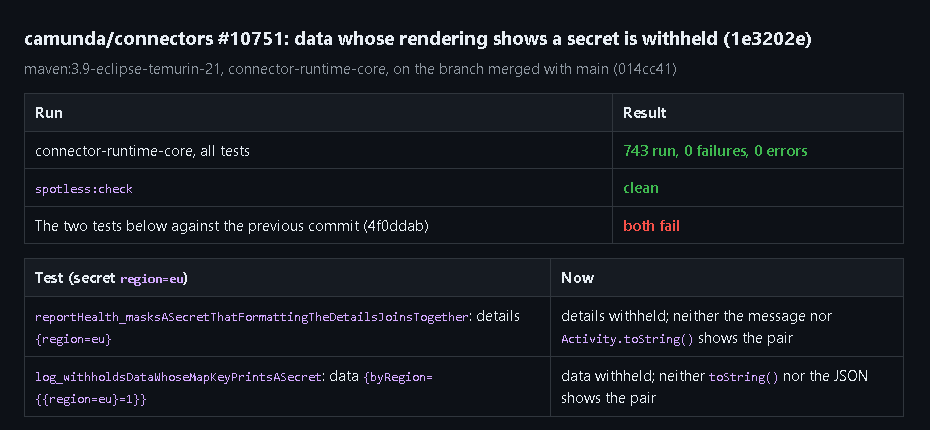 camunda/connectors #10751: data whose rendering shows a secret is withheld (1e3202e)
maven:3.9-eclipse-temurin-21, connector-runtime-core, on the branch merged with main (014cc41)
Run Result
connector-runtime-core, all tests 743 run, 0 failures, 0 errors
spotless:check clean
The two tests below against the previous commit (4f0ddab) both fail
Test (secret region=eu) Now
reportHealth_masksASecretThatFormattingTheDetailsJoinsTogether: details details withheld; neither the message nor
{region=eu} Activity.toString() shows the pair
log_withholdsDataWhoseMapKeyPrintsASecret: data {byRegion= data withheld; neither toString() nor the JSON
{{region=eu}=1}} shows the pair